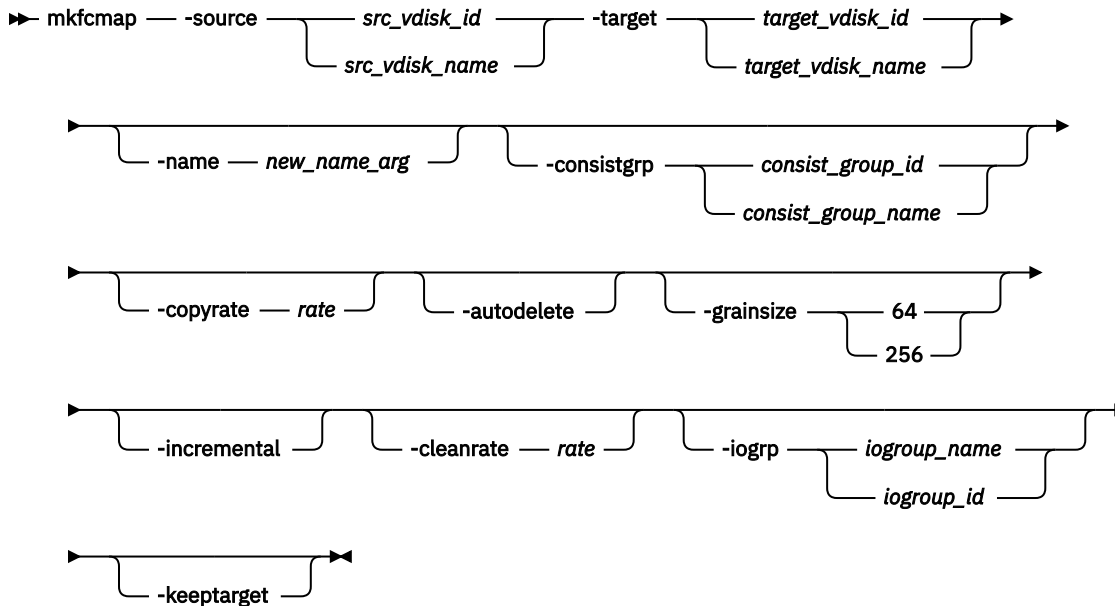 mkfcmap -source src_vdisk_id -target target_vdisk_id
src_vdisk_name target_vdisk_name
-name new_name_arg -consistgrp consist_group_id
consist_group_name
-copyrate rate -autodelete -grainsize 64
256
-incremental -cleanrate rate -iogrp iogroup_name
iogroup_id
-keeptarget